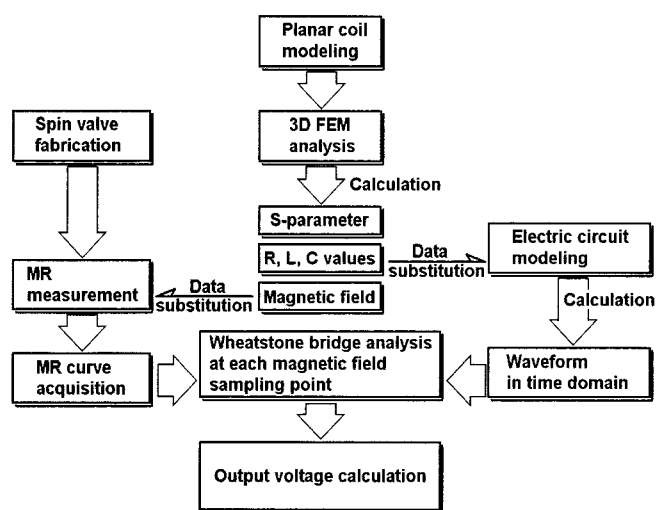 Planar coil
modeling
Spin valve
fabrication
3D FEM
analysis
Calculation
S-parameter
R, L, C values
Magnetic field
Data
substitution
Electric circuit
modeling
MR
measurement
Data
substitution
Calculation
MR curve
acquisition
Wheatstone bridge analysis
at each magnetic field
sampling point
Waveform
in time domain
Output voltage calculation